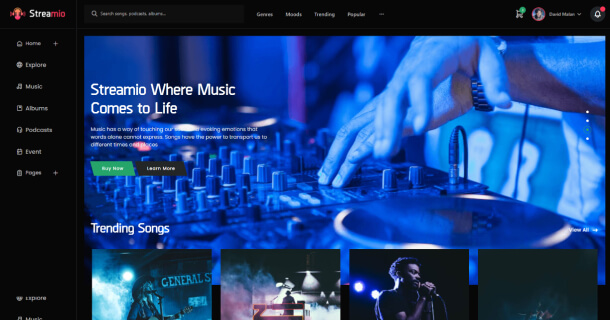 Streamio
Search songs, podcasts, albums...
Genres
Moods
Trending
Popular
David Malan
Home
Explore
Music
Albums
Podcasts
Event
Pages
Streamio Where Music
Comes to Life
Music has a way of touching our and evoking emotions that
words alone cannot express. Songs have the power to transport us to
different times and places
Buy Now
Learn More
Trending Songs
View All
GENERAL S
Explore
Music